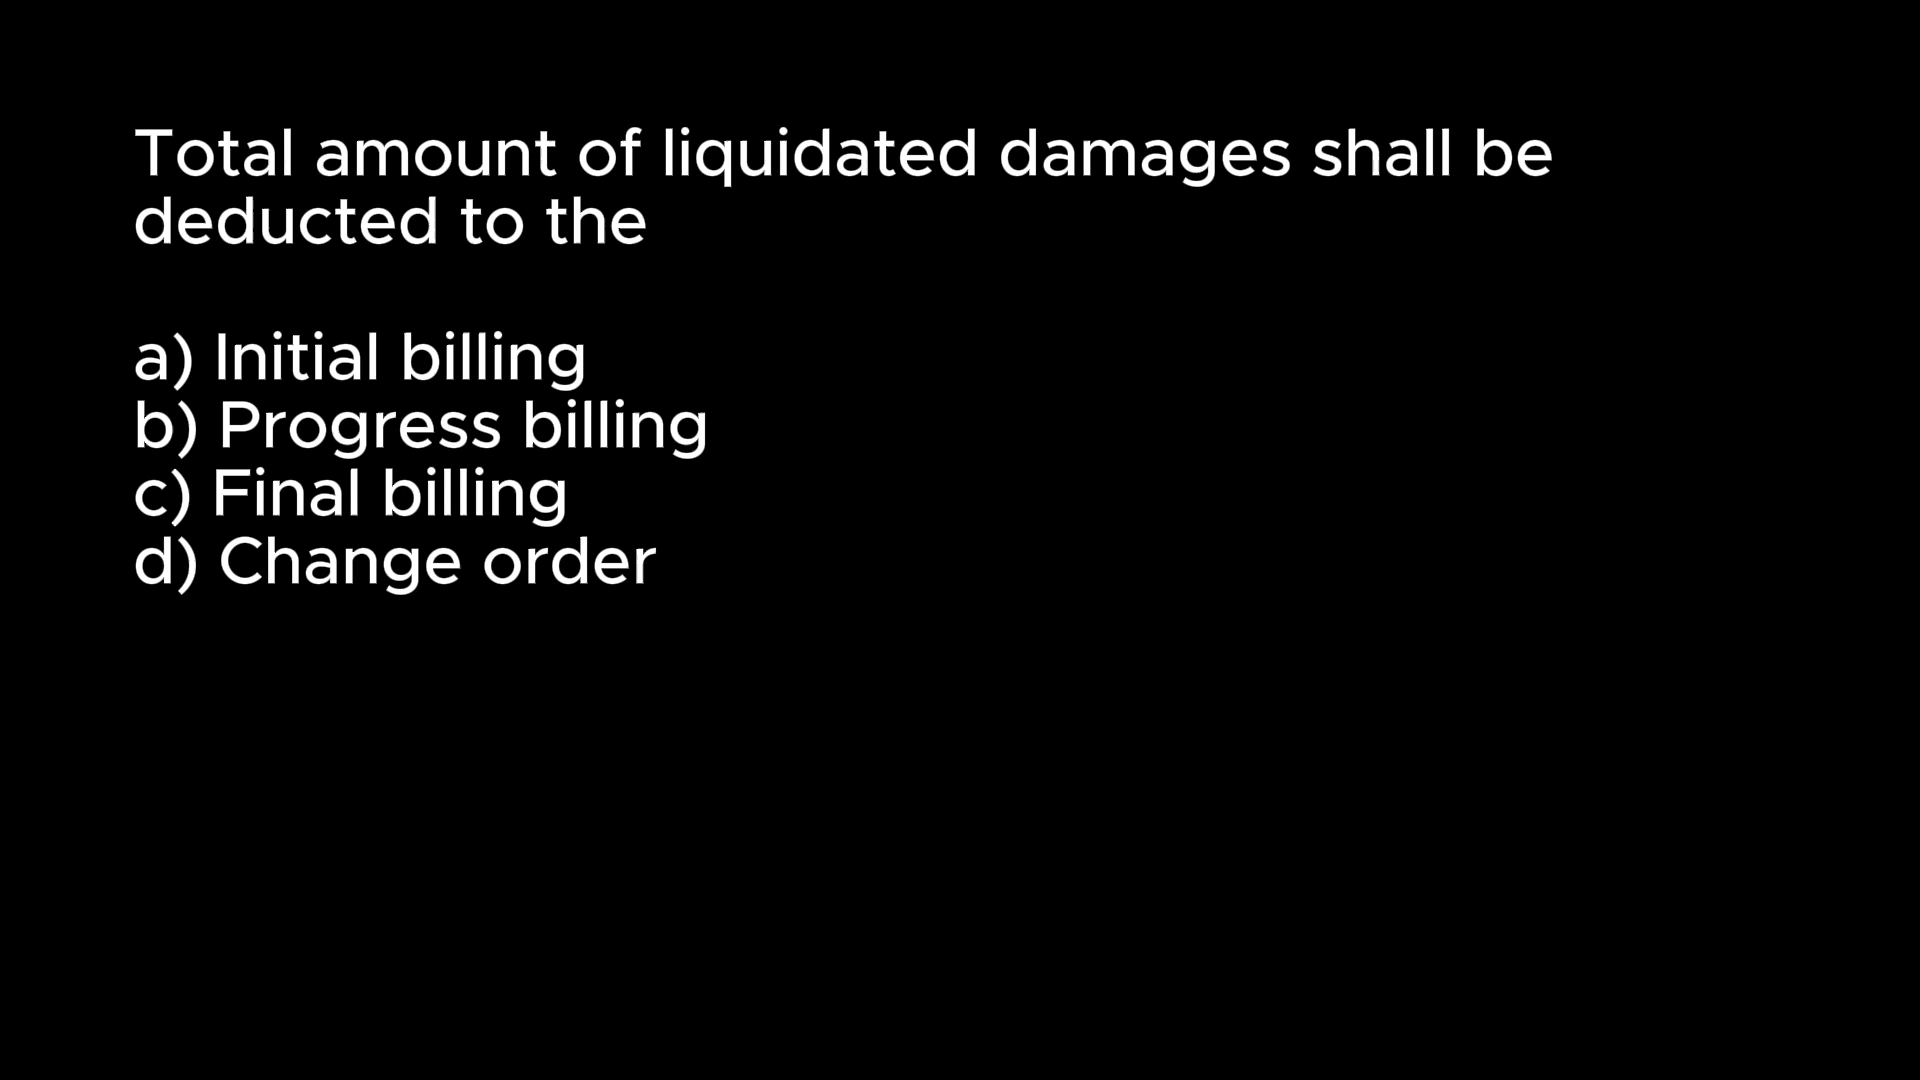 Total amount of liquidated damages shall be
deducted to the
a) Initial billing
b) Progress billing
c) Final billing
d) Change order